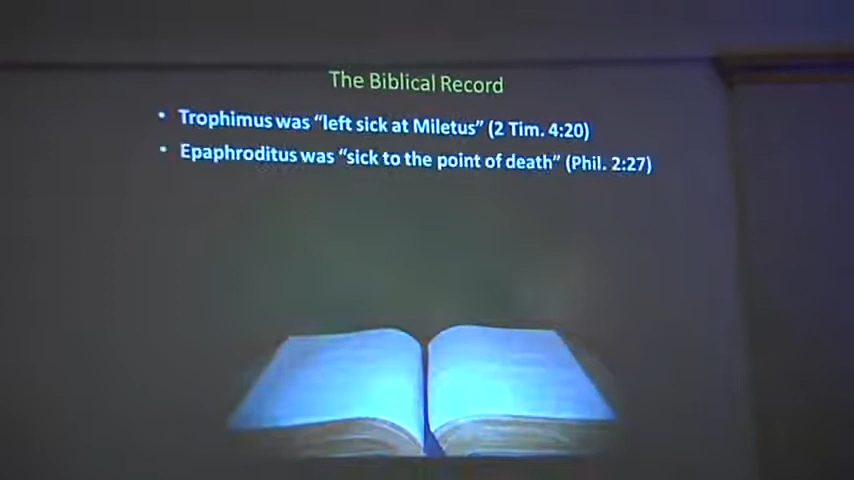 The Biblical Record
• Trophimus was “left sick at Miletus” (2 Tim. 4:20)
• Epaphroditus was “sick to the point of death” (Phil. 2:27)